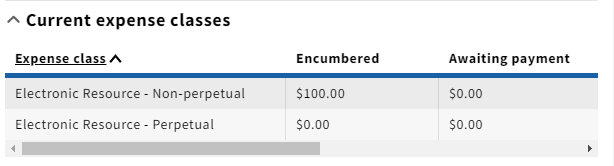 Current expense classes
Expense class Encumbered Awaiting payment
Electronic Resource - Non-perpetual $100.00 $0.00
Electronic Resource - Perpetual $0.00 $0.00